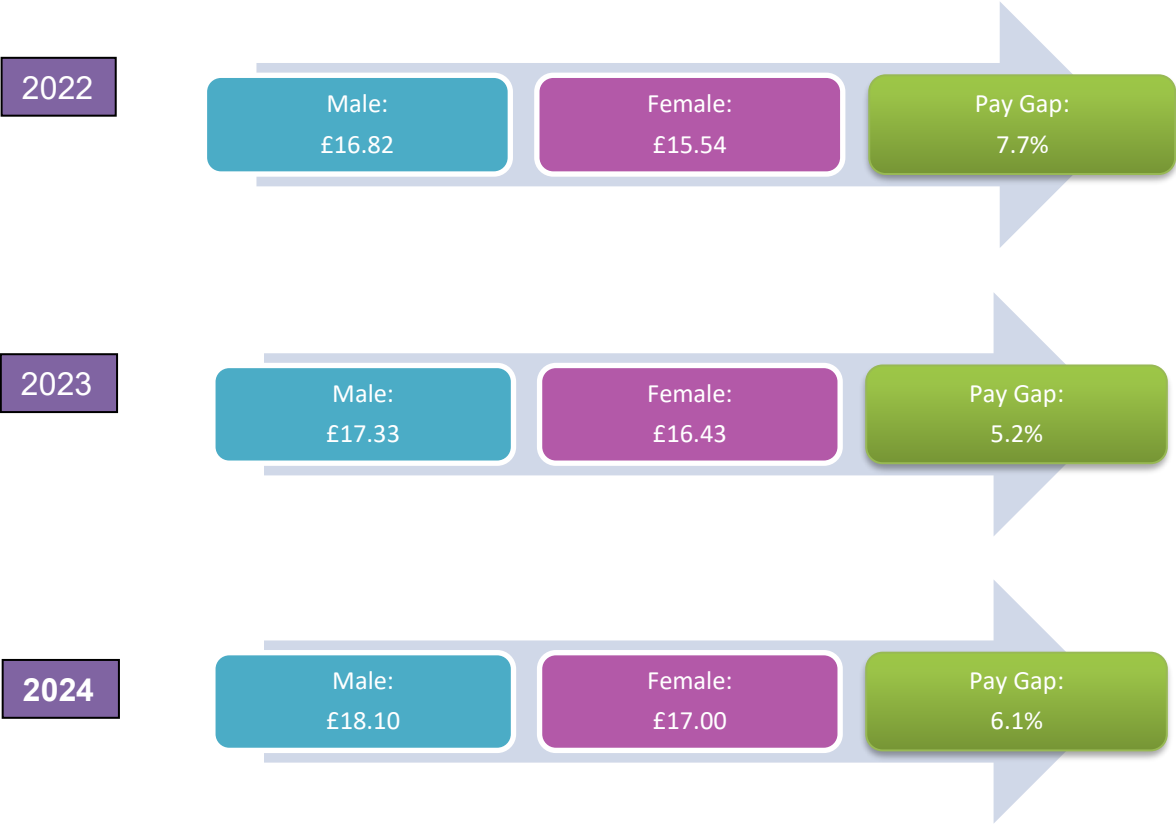 2022
Male:
£16.82
Female:
£15.54
Pay Gap:
7.7%
2023
Male:
£17.33
Female:
£16.43
Pay Gap:
5.2%
2024
Male:
£18.10
Female:
£17.00
Pay Gap:
6.1%